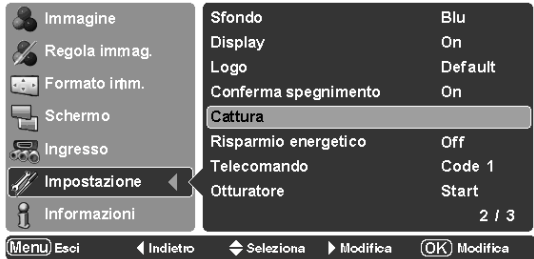 Immagine
Regola immag.
Formato imm.
Schermo
Ingresso
Impostazione
Informazioni
Sfondo Blu
Display On
Logo Default
Conferma spegnimento On
Cattura
Risparmio energetico Off
Telecomando Code 1
Otturatore Start
2 / 3
Menu Esci Indietro Seleziona Modifica OK Modifica